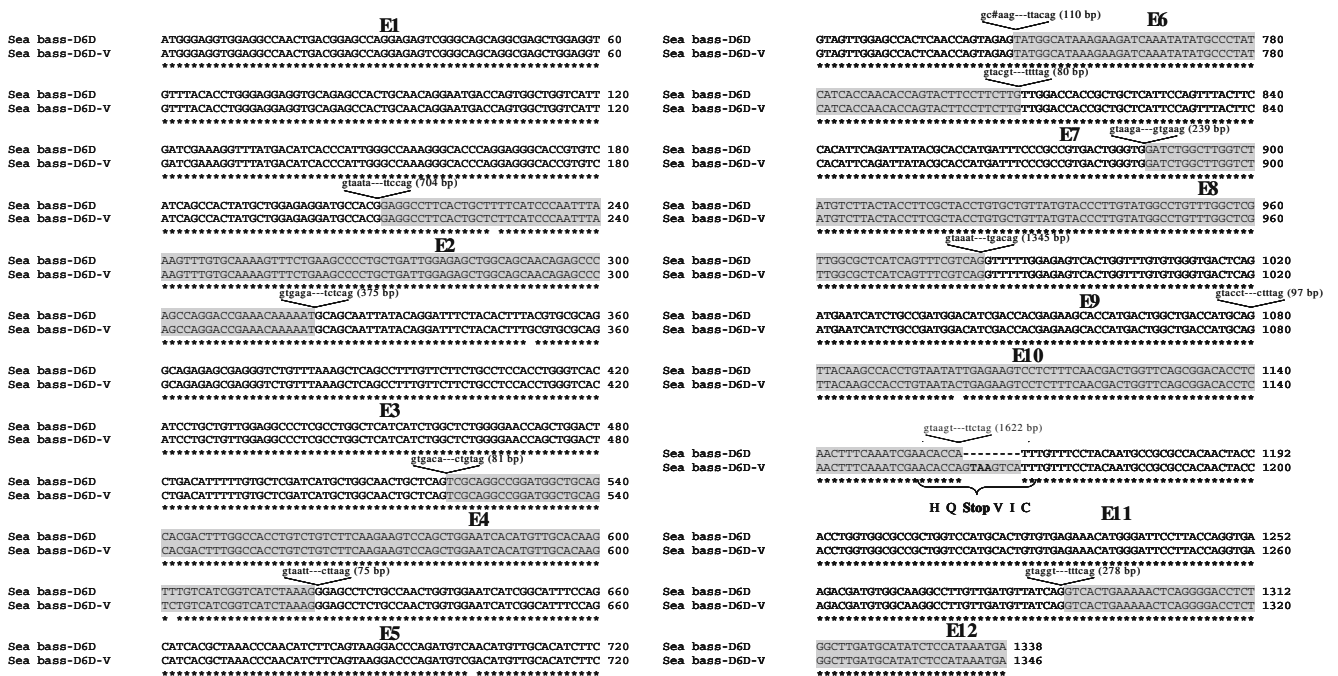 E1
Sea bass-D6D ATGGGAGGTGGAGGCCAACTGACGGAGCCAGGAGAGTCGGGCAGCAGGCGAGCTGGAGGT 60
Sea bass-D6D-V ATGGGAGGTGGAGGCCAACTGACGGAGCCAGGAGAGTCGGGCAGCAGGCGAGCTGGAGGT 60
************************************************************
Sea bass-D6D GTTTACACCTGGGAGGAGGTGCAGAGCCACTGCAACAGGAATGACCAGTGGCTGGTCATT 120
Sea bass-D6D-V GTTTACACCTGGGAGGAGGTGCAGAGCCACTGCAACAGGAATGACCAGTGGCTGGTCATT 120
************************************************************
Sea bass-D6D GATCGAAAGGTTTATGACATCACCCATTGGGCCAAAAGGCACCCAGGAGGGCACCGTGTC 180
Sea bass-D6D-V GATCGAAAGGTTTATGACATCACCCATTGGGCCAAAGGGCACCCAGGAGGGCACCGTGTC 180
gtaata---ttccag (704 bp)
Sea bass-D6D ATCAGCCACTATGCTGGAGAGGATGCCACGGAGGCCTTCACTGCTTTTCATCCCAATTTA 240
Sea bass-D6D-V ATCAGCCACTATGCTGGAGAGGATGCCACGGAGGCCTTCACTGCTCTTCATCCCAATTTA 240
E2
Sea bass-D6D AAGTTTGTGCAAAAGTTTCTGAAGCCCCTGCTGATTGGAGAGCTGGCAGCAACAGAGCCC 300
Sea bass-D6D-V AAGTTTGTGCAAAAGTTTCTGAAGCCCCTGCTGATTGGAGAGCTGGCAGCAACAGAGCCC 300
************************************************************
gtgaga---tctcag (375 bp)
Sea bass-D6D AGCCAGGACCGAAACAAAAATGCAGCAATTATACAGGATTTCTACACTTTACGTGCGCAG 360
Sea bass-D6D-V AGCCAGGACCGAAACAAAAATGCAGCAATTATACAGGATTTCTACACTTTGCGTGCGCAG 360
Sea bass-D6D GCAGAGAGCGAGGGTCTGTTTAAAGCTCAGCCTTTGTTCTTCTGCCTCCACCTGGGTCAC 420
Sea bass-D6D-V GCAGAGAGCGAGGGTCTGTTTAAAGCTCAGCCTTTGTTCTTCTGCCTCCACCTGGGTCAC 420
************************************************************
E3
Sea bass-D6D ATCCTGCTGTTGGAGGCCCTCGCCTGGCTCATCATCTGGCTCTGGGGAACCAGCTGGACT 480
Sea bass-D6D-V ATCCTGCTGTTGGAGGCCCTCGCCTGGCTCATCATCTGGCTCTGGGGAACCAGCTGGACT 480
************************************************************
gtgaca---ctgtag (81 bp)
Sea bass-D6D CTGACATTTTTGTGCTCGATCATGCTGGCAACTGCTCAGTCGCAGGCCGGATGGCTGCAG 540
Sea bass-D6D-V CTGACATTTTTGTGCTCGATCATGCTGGCAACTGCTCAGTCGCAGGCCGGATGGCTGCAG 540
************************************************************
E4
Sea bass-D6D CACGACTTTGGCCACCTGTCTGTCTTCAAGAAGTCCAGCTGGAATCACATGTTGCACAAG 600
Sea bass-D6D-V CACGACTTTGGCCACCTGTCTGTCTTCAAGAAGTCCAGCTGGAATCACATGTTGCACAAG 600
************************************************************
gtaatt---cttaag (75 bp)
Sea bass-D6D TTTGTCATCGGTCATCTAAAGGGAGCCTCTGCCAACTGGTGGAATCATCGGCATTTCCAG 660
Sea bass-D6D-V TCTGTCATCGGTCATCTAAAGGGAGCCTCTGCCAACTGGTGGAATCATCGGCATTTCCAG 660
* **********************************************************
E5
Sea bass-D6D CATCACGCTAAACCCAACATCTTCAGTAAGGACCCAGATGTCAACATGTTGCACATCTTC 720
Sea bass-D6D-V CATCACGCTAAACCCAACATCTTCAGTAAGGACCCAGATGTCGACATGTTGCACATCTTC 720
gc#aag---ttacag (110 bp) E6
Sea bass-D6D GTAGTTGGAGCCACTCAACCAGTAGAGTATGGCATAAAGAAGATCAAATATATGCCCTAT 780
Sea bass-D6D-V GTAGTTGGAGCCACTCAACCAGTAGAGTATGGCATAAAGAAGATCAAATATATGCCCTAT 780
************************************************************
gtacgt---ttttag (80 bp)
Sea bass-D6D CATCACCAACACCAGTACTTCCTTCTTGTTGGACCACCGCTGCTCATTCCAGTTTACTTC 840
Sea bass-D6D-V CATCACCAACACCAGTACTTCCTTCTTGTTGGACCACCGCTGCTCATTCCAGTTTACTTC 840
************************************************************
E7 gtaaga---gtgaag (239 bp)
Sea bass-D6D CACATTCAGATTATACGCACCATGATTTCCCGCCGTGACTGGGTGGATCTGGCTTGGTCT 900
Sea bass-D6D-V CACATTCAGATTATACGCACCATGATTTCCCGCCGTGACTGGGTGGATCTGGCTTGGTCT 900
************************************************************
E8
Sea bass-D6D ATGTCTTACTACCTTCGCTACCTGTGCTGTTATGTACCCTTGTATGGCCTGTTTGGCTCG 960
Sea bass-D6D-V ATGTCTTACTACCTTCGCTACCTGTGCTGTTATGTACCCTTGTATGGCCTGTTTGGCTCG 960
************************************************************
gtaaat---tgacag (1345 bp)
Sea bass-D6D TTGGCGCTCATCAGTTTCGTCAGGTTTTTGGAGAGTCACTGGTTTGTGTGGGTGACTCAG 1020
Sea bass-D6D-V TTGGCGCTCATCAGTTTCGTCAGGTTTTTGGAGAGTCACTGGTTTGTGTGGGTGACTCAG 1020
************************************************************
E9 gtacct---ctttag (97 bp)
Sea bass-D6D ATGAATCATCTGCCGATGGACATCGACCACGAGAAGCACCATGACTGGCTGACCATGCAG 1080
Sea bass-D6D-V ATGAATCATCTGCCGATGGACATCGACCACGAGAAGCACCATGACTGGCTGACCATGCAG 1080
************************************************************
E10
Sea bass-D6D TTACAAGCCACCTGTAATATTGAGAAGTCCTCTTTCAACGACTGGTTCAGCGGACACCTC 1140
Sea bass-D6D-V TTACAAGCCACCTGTAATACTGAGAAGTCCTCTTTCAACGACTGGTTCAGCGGACACCTC 1140
gtaagt---ttctag (1622 bp)
Sea bass-D6D AACTTTCAAATCGAACACCA--------TTTGTTTCCTACAATGCCGCGCCACAACTACC 1192
Sea bass-D6D-V AACTTTCAAATCGAACACCAGTAAGTCATTTGTTTCCTACAATGCCGCGCCACAACTACC 1200
H Q Stop V I C
E11
Sea bass-D6D ACCTGGTGGCGCCGCTGGTCCATGCACTGTGTGAGAAACATGGGATTCCTTACCAGGTGA 1252
Sea bass-D6D-V ACCTGGTGGCGCCGCTGGTCCATGCACTGTGTGAGAAACATGGGATTCCTTACCAGGTGA 1260
************************************************************
gtaggt---tttcag (278 bp)
Sea bass-D6D AGACGATGTGGCAAGGCCTTGTTGATGTTATCAGGTCACTGAAAAACTCAGGGGACCTCT 1312
Sea bass-D6D-V AGACGATGTGGCAAGGCCTTGTTGATGTTATCAGGTCACTGAAAAACTCAGGGGACCTCT 1320
************************************************************
E12
Sea bass-D6D GGCTTGATGCATATCTCCATAAATGA 1338
Sea bass-D6D-V GGCTTGATGCATATCTCCATAAATGA 1346
**************************